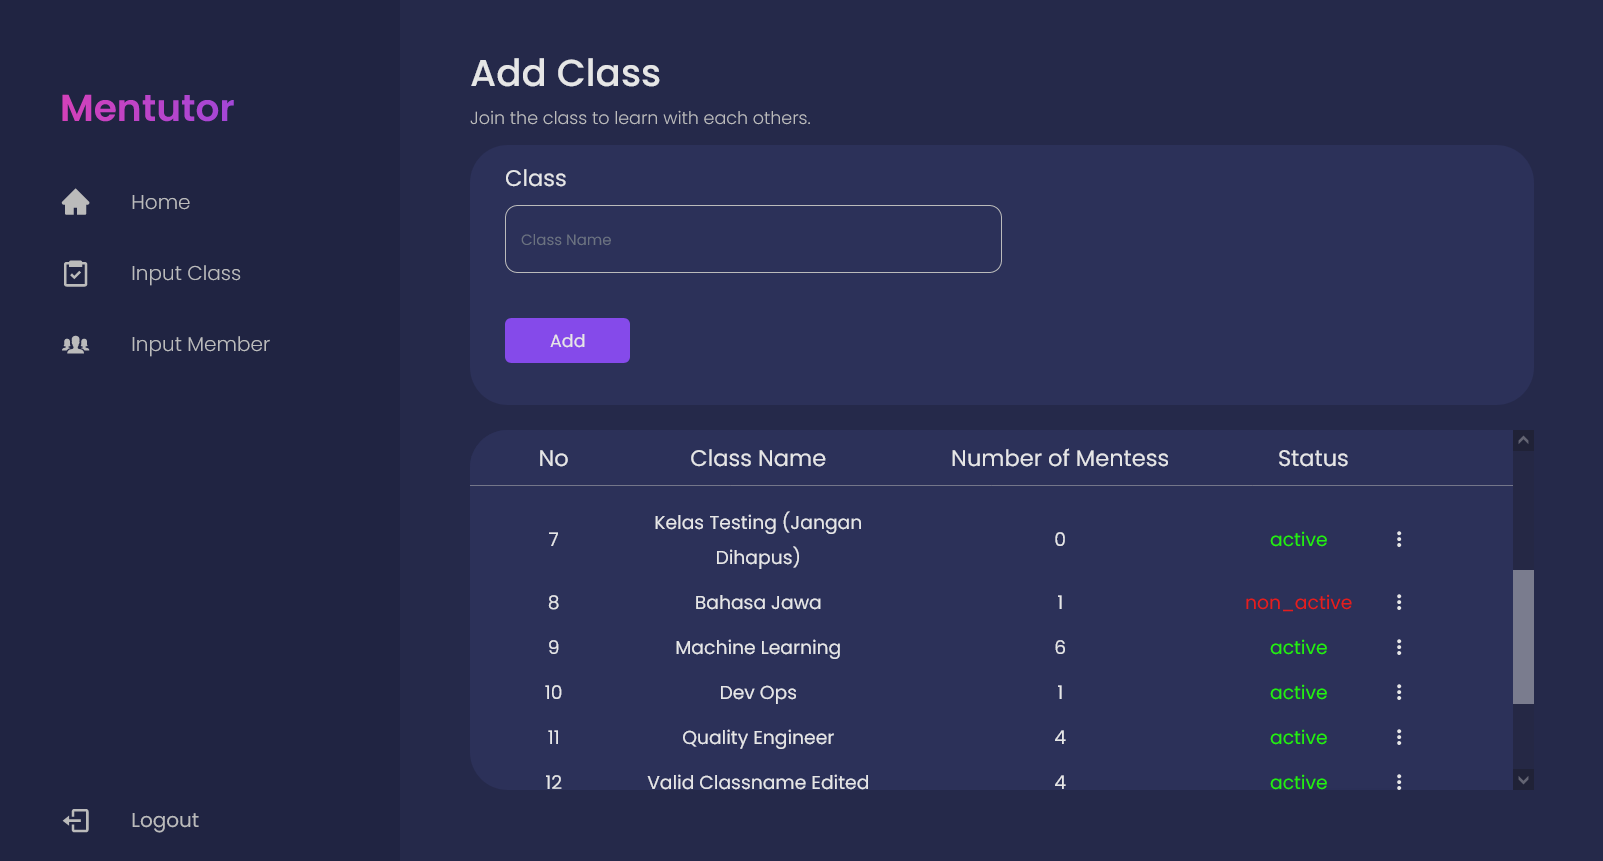 Mentutor
Home
Input Class
Input Member
Logout
Add Class
Join the class to learn with each others.
Class
Class Name
Add
No Class Name Number of Mentess Status
7 Kelas Testing (Jangan Dihapus) 0 active
8 Bahasa Jawa 1 non_active
9 Machine Learning 6 active
10 Dev Ops 1 active
11 Quality Engineer 4 active
12 Valid Classname Edited 4 active